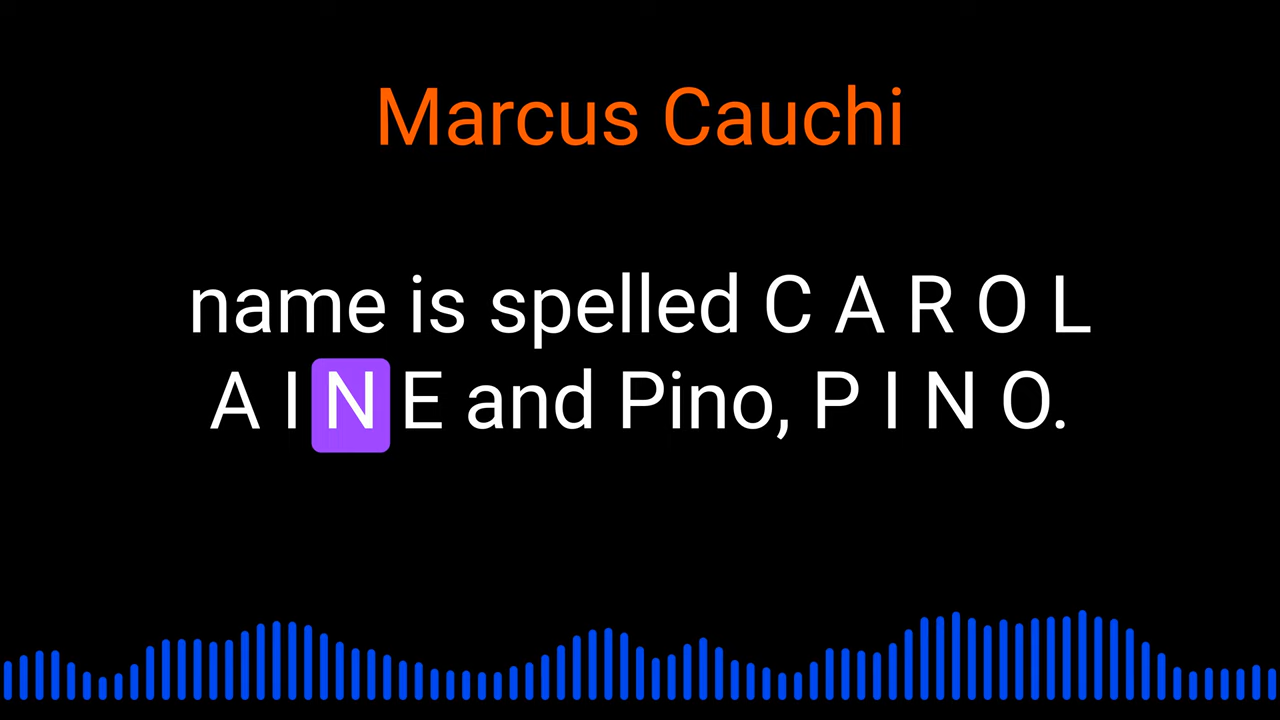 Marcus Cauchi
name is spelled C A R O L
A I N E and Pino, P I N O.